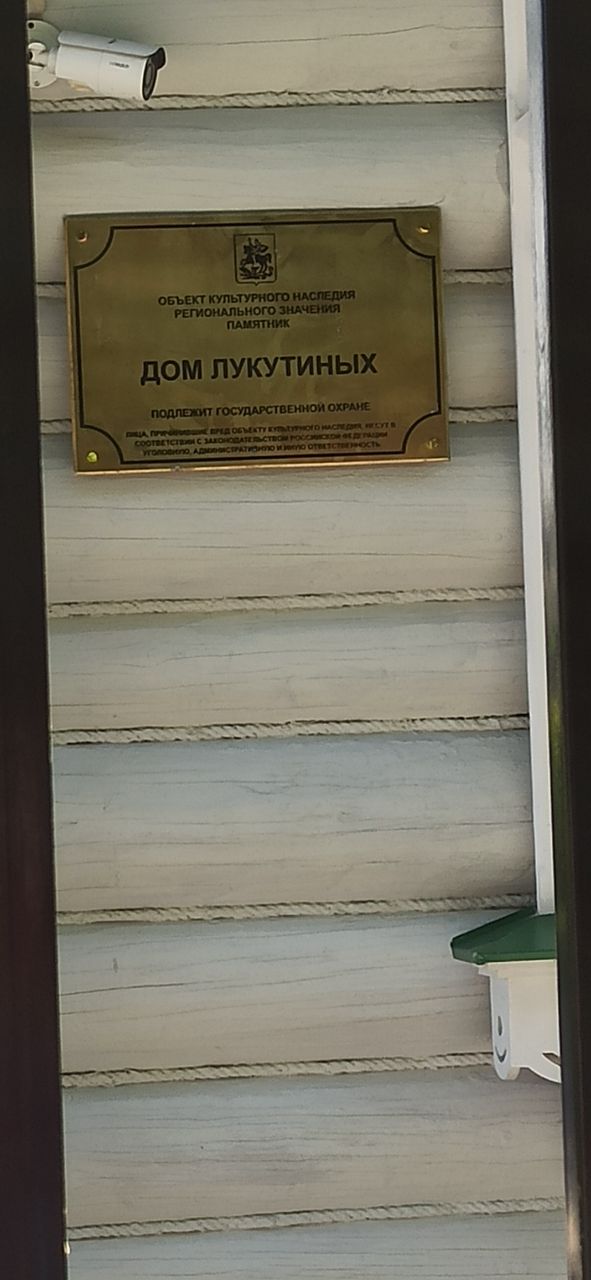 ОБЪЕКТ КУЛЬТУРНОГО НАСЛЕДИЯ
РЕГИОНАЛЬНОГО ЗНАЧЕНИЯ
ПАМЯТНИК
ДОМ ЛУКУТИНЫХ
ПОДЛЕЖИТ ГОСУДАРСТВЕННОЙ ОХРАНЕ
ЛИЦА, ПРИЧИНИВШИЕ ВРЕД ОБЪЕКТУ КУЛЬТУРНОГО НАСЛЕДИЯ, НЕСУТ В
СООТВЕТСТВИИ С ЗАКОНОДАТЕЛЬСТВОМ РОССИЙСКОЙ ФЕДЕРАЦИИ
УГОЛОВНУЮ, АДМИНИСТРАТИВНУЮ И ИНУЮ ОТВЕТСТВЕННОСТЬ